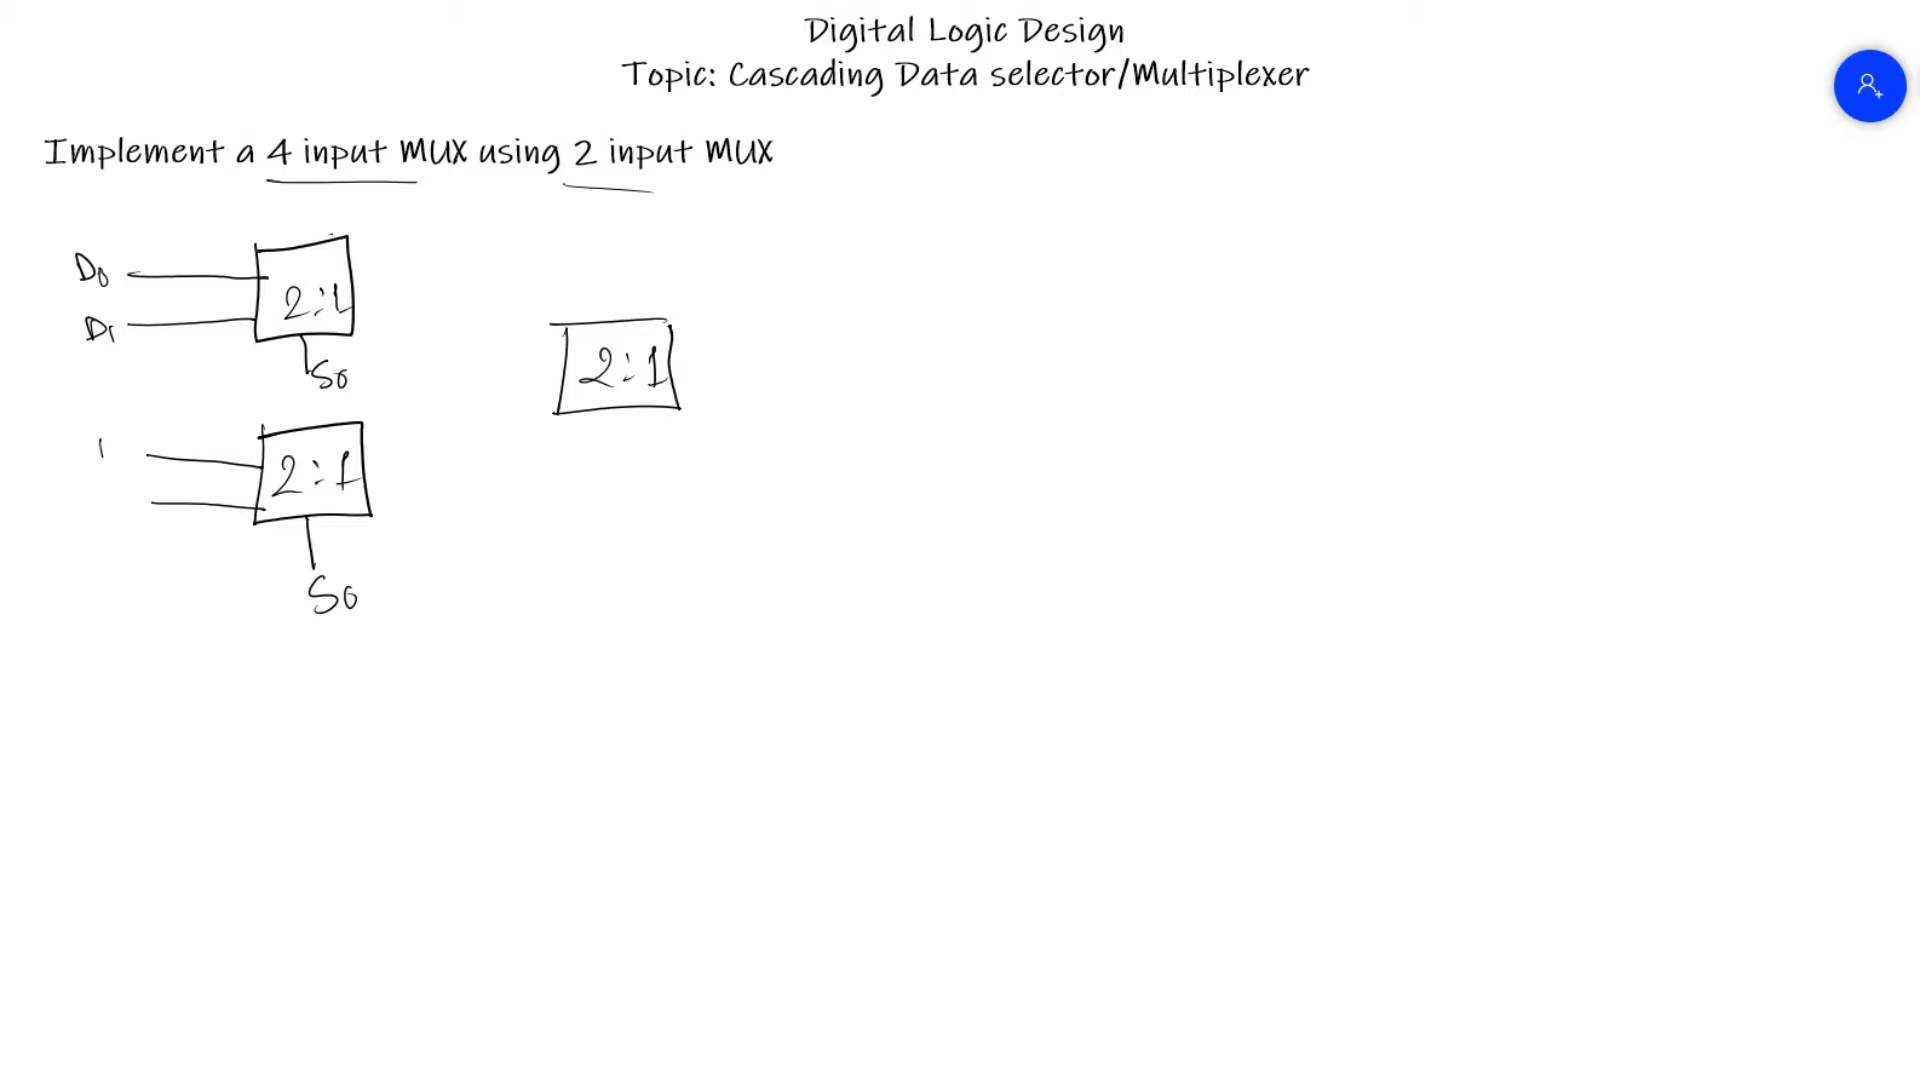 Digital Logic Design
Topic: Cascading Data selector/Multiplexer
Implement a 4 input MUX using 2 input MUX
D0
2:1
D1
S0
2:1
2:1
S0